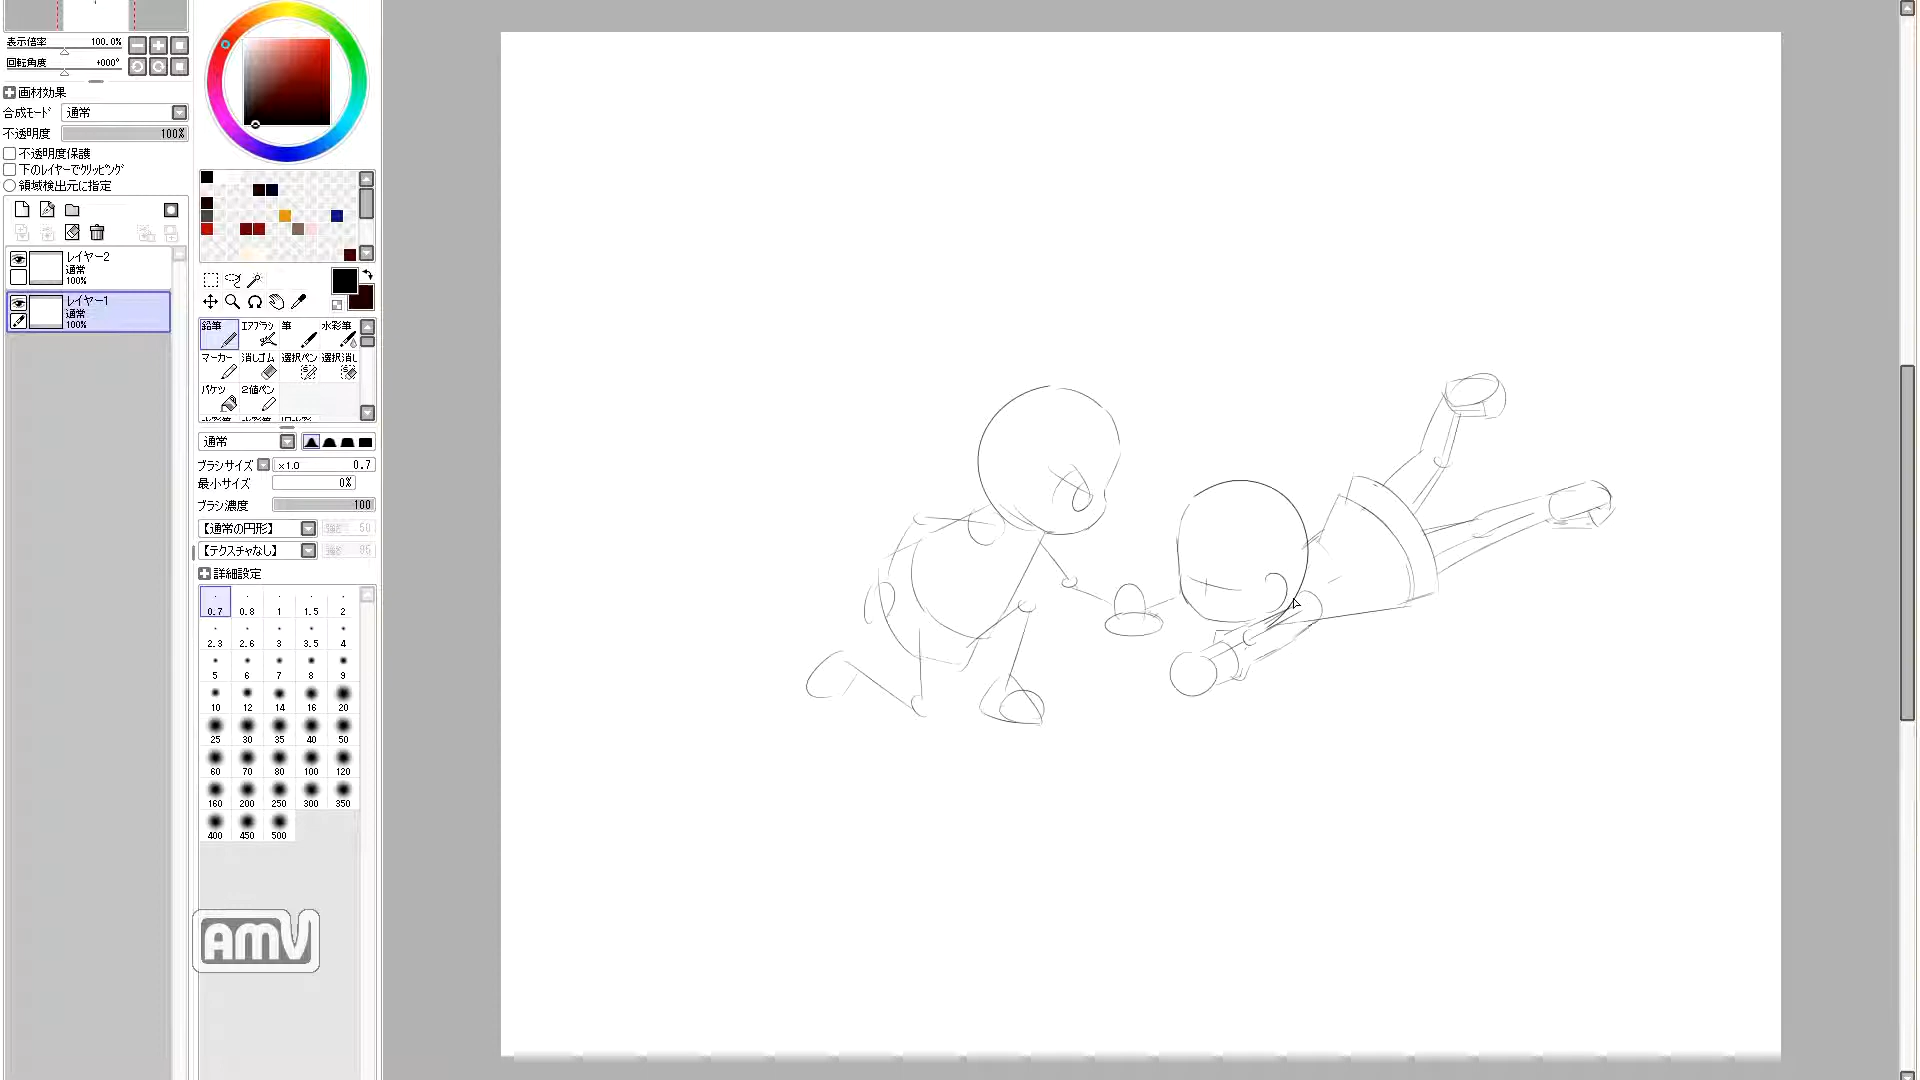 表示倍率 100.0%
回転角度 +000°
画材効果
合成モード 通常
不透明度 100%
不透明度保護
下のレイヤーでクリッピング
領域検出元に指定
レイヤー2
通常
100%
レイヤー1
通常
100%
鉛筆 エアブラシ 筆 水彩筆
マーカー 消しゴム 選択ペン 選択消し
バケツ 2値ペン
通常
ブラシサイズ x1.0 0.7
最小サイズ 0%
ブラシ濃度 100
【通常の円形】 強さ 50
【テクスチャなし】 強さ 95
詳細設定
0.7 0.8 1 1.5 2
2.3 2.6 3 3.5 4
5 6 7 8 9
10 12 14 16 20
25 30 35 40 50
60 70 80 100 120
160 200 250 300 350
400 450 500
AMV